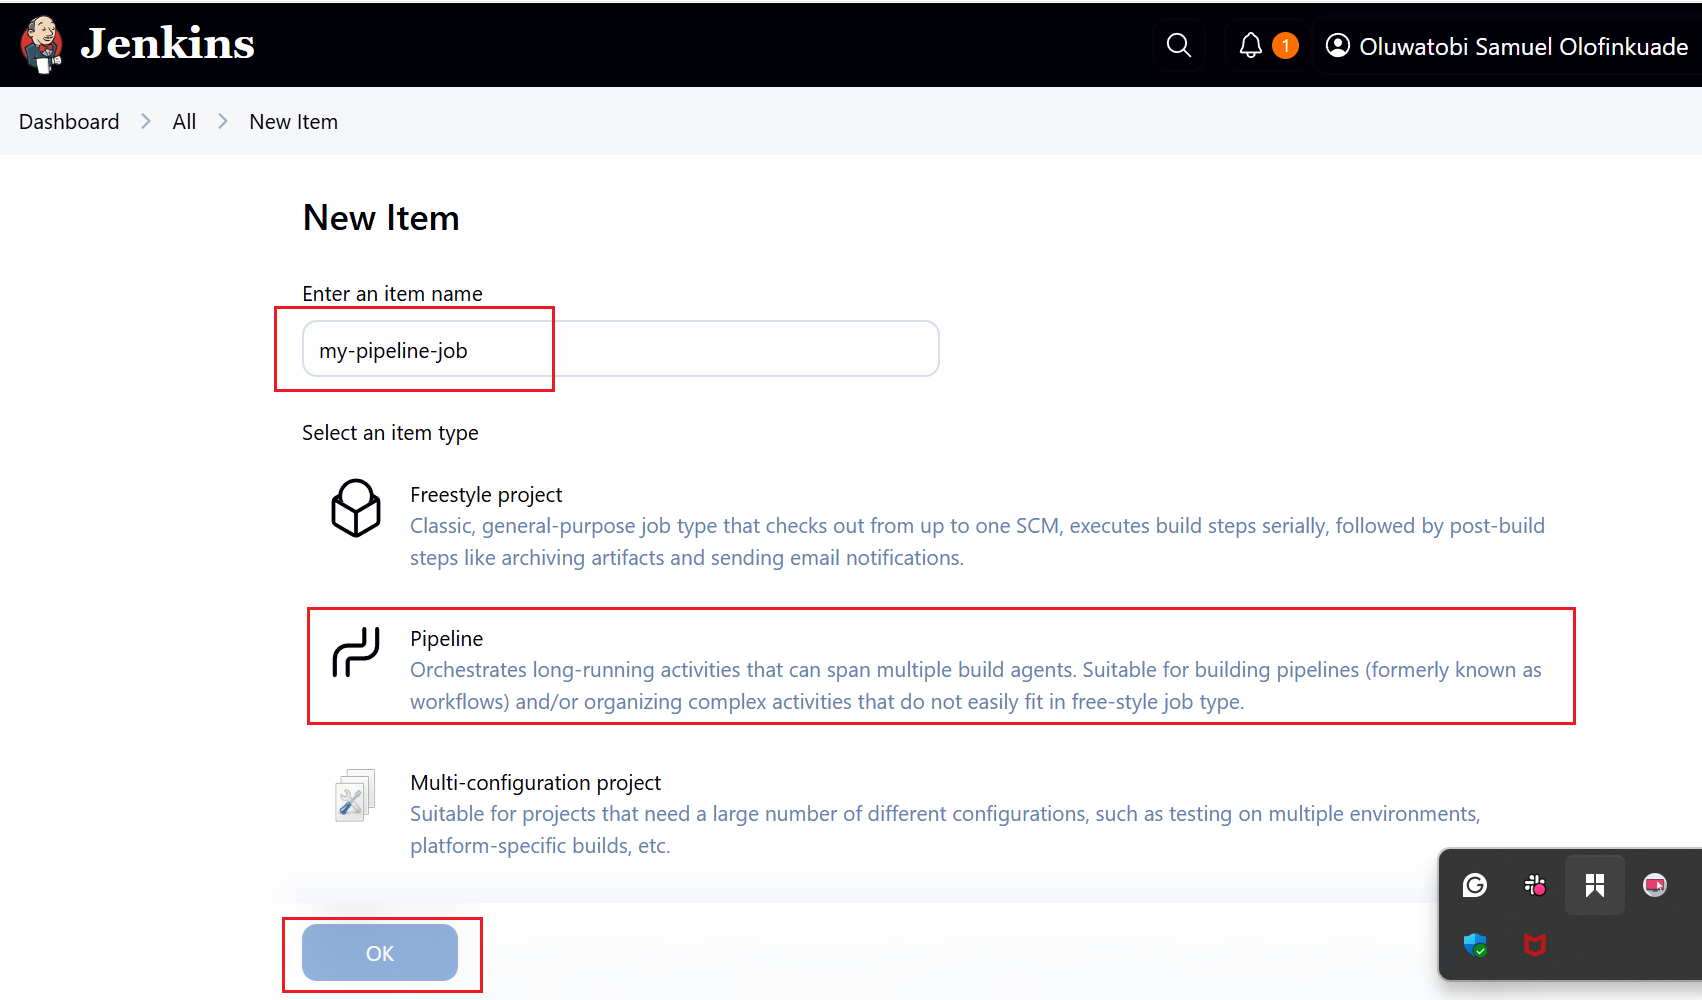 Jenkins
1
Oluwatobi Samuel Olofinkuade
Dashboard
All
New Item
New Item
Enter an item name
my-pipeline-job
Select an item type
Freestyle project
Classic, general-purpose job type that checks out from up to one SCM, executes build steps serially, followed by post-build
steps like archiving artifacts and sending email notifications.
Pipeline
Orchestrates long-running activities that can span multiple build agents. Suitable for building pipelines (formerly known as
workflows) and/or organizing complex activities that do not easily fit in free-style job type.
Multi-configuration project
Suitable for projects that need a large number of different configurations, such as testing on multiple environments,
platform-specific builds, etc.
OK